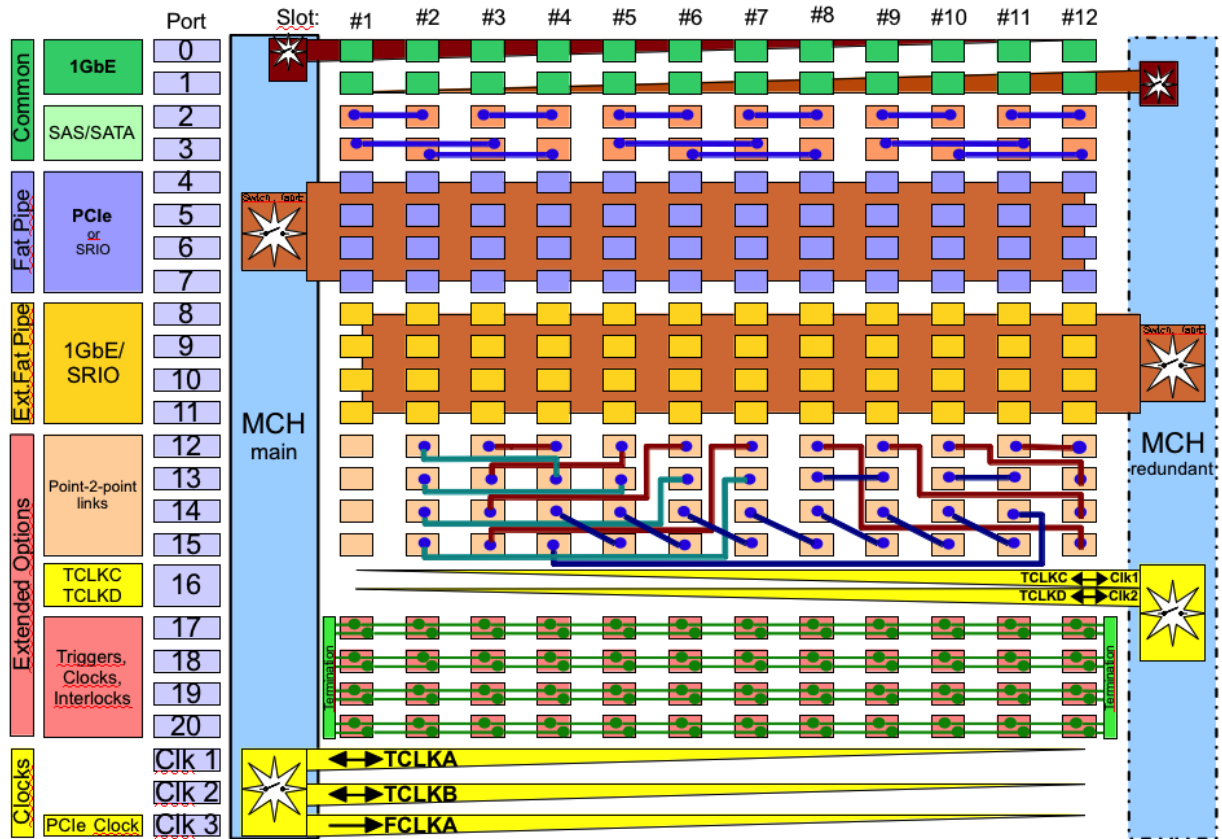 Port Slot: #1 #2 #3 #4 #5 #6 #7 #8 #9 #10 #11 #12
Common
1GbE
0
1
SAS/SATA
2
3
Fat Pipe
PCIe
or
SRIO
4
5
6
7
Switch fabric
Ext.Fat Pipe
1GbE/
SRIO
8
9
10
11
Switch fabric
MCH
main
MCH
redundant
Extended Options
Point-2-point
links
12
13
14
15
TCLKC
TCLKD
16
TCLKC Clk1
TCLKD Clk2
Triggers,
Clocks,
Interlocks
17
18
19
20
Termination
Termination
Clocks
Clk 1
TCLKA
Clk 2
TCLKB
PCIe Clock
Clk 3
FCLKA